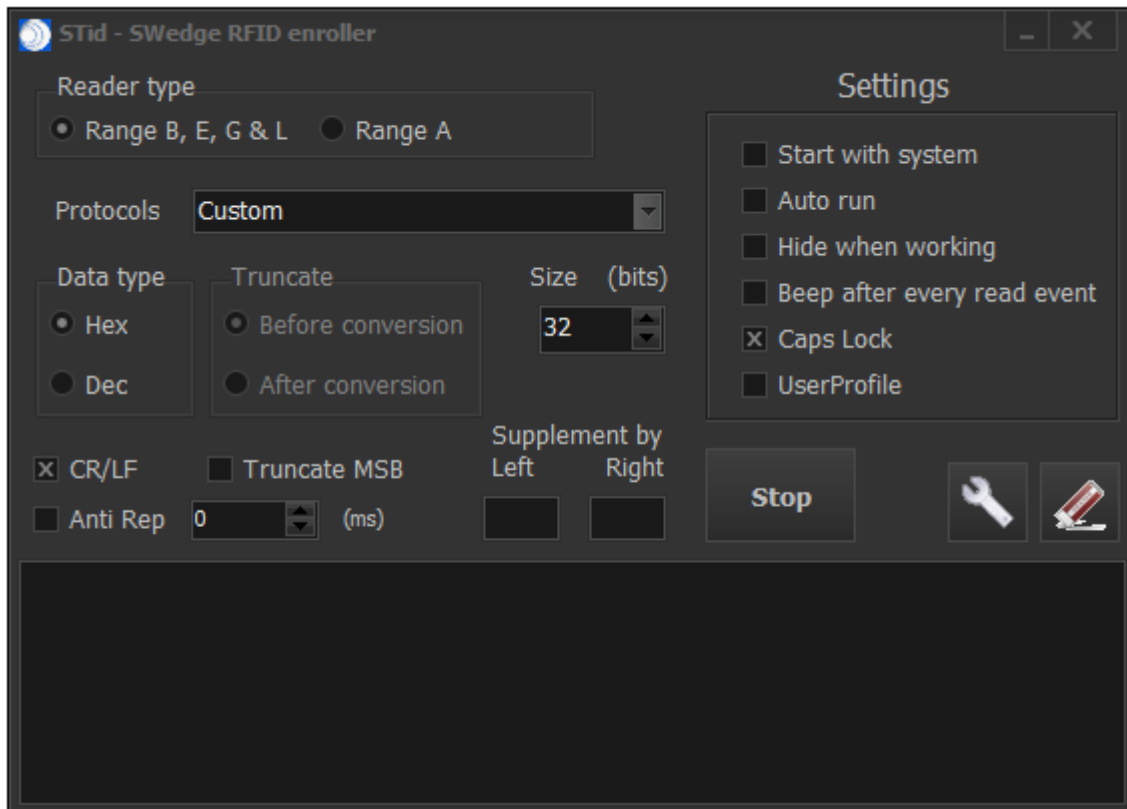 STid - SWedge RFID enroller
Reader type
Range B, E, G & L Range A
Protocols Custom
Data type
Hex
Dec
Truncate
Before conversion
After conversion
Size (bits)
32
CR/LF Truncate MSB
Anti Rep 0 (ms)
Supplement by
Left Right
Settings
Start with system
Auto run
Hide when working
Beep after every read event
Caps Lock
UserProfile
Stop